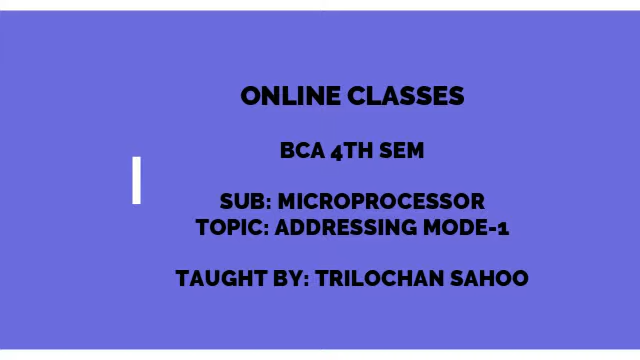 ONLINE CLASSES
BCA 4TH SEM
SUB: MICROPROCESSOR
TOPIC: ADDRESSING MODE-1
TAUGHT BY: TRILOCHAN SAHOO